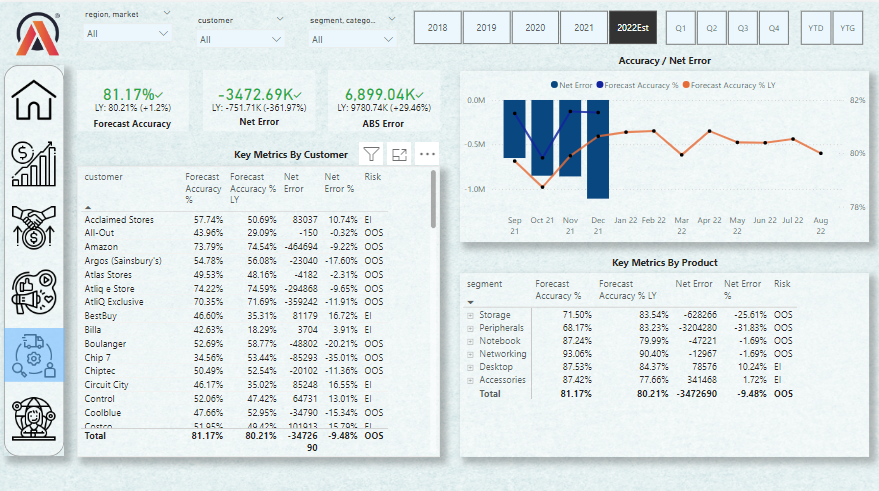 region, market
customer
segment, catego...
All
All
All
2018 2019 2020 2021 2022Est Q1 Q2 Q3 Q4 YTD YTG
81.17%
LY: 80.21% (+1.2%)
Forecast Accuracy
-3472.69K
LY: -751.71K (-361.97%)
Net Error
6,899.04K
LY: 9780.74K (+29.46%)
ABS Error
Key Metrics By Customer
customer Forecast Accuracy % Forecast Accuracy % LY Net Error Net Error % Risk
Acclaimed Stores 57.74% 50.69% 83037 10.74% EI
All-Out 43.96% 29.09% -150 -0.32% OOS
Amazon 73.79% 74.54% -464694 -9.22% OOS
Argos (Sainsbury's) 54.78% 56.08% -23040 -17.60% OOS
Atlas Stores 49.53% 48.16% -4182 -2.31% OOS
Atliq e Store 74.22% 74.59% -294868 -9.65% OOS
AtliQ Exclusive 70.35% 71.69% -359242 -11.91% OOS
BestBuy 46.60% 35.31% 81179 16.72% EI
Billa 42.63% 18.29% 3704 3.91% EI
Boulanger 52.69% 58.77% -48802 -20.21% OOS
Chip 7 34.56% 53.44% -85293 -35.01% OOS
Chiptec 50.49% 52.54% -20102 -11.36% OOS
Circuit City 46.17% 35.02% 85248 16.55% EI
Control 52.06% 47.42% 64731 13.01% EI
Coolblue 47.66% 52.95% -34790 -15.34% OOS
Costco 51.95% 49.42% 101913 15.79% EI
Total 81.17% 80.21% -34726
90 -9.48% OOS
Accuracy / Net Error
Net Error Forecast Accuracy % Forecast Accuracy % LY
0.0M
-0.5M
-1.0M
82%
80%
78%
Sep 21 Oct 21 Nov 21 Dec 21 Jan 22 Feb 22 Mar 22 Apr 22 May 22 Jun 22 Jul 22 Aug 22
Key Metrics By Product
segment Forecast Accuracy % Forecast Accuracy % LY Net Error Net Error % Risk
Storage 71.50% 83.54% -628266 -25.61% OOS
Peripherals 68.17% 83.23% -3204280 -31.83% OOS
Notebook 87.24% 79.99% -47221 -1.69% OOS
Networking 93.06% 90.40% -12967 -1.69% OOS
Desktop 87.53% 84.37% 78576 10.24% EI
Accessories 87.42% 77.66% 341468 1.72% EI
Total 81.17% 80.21% -3472690 -9.48% OOS